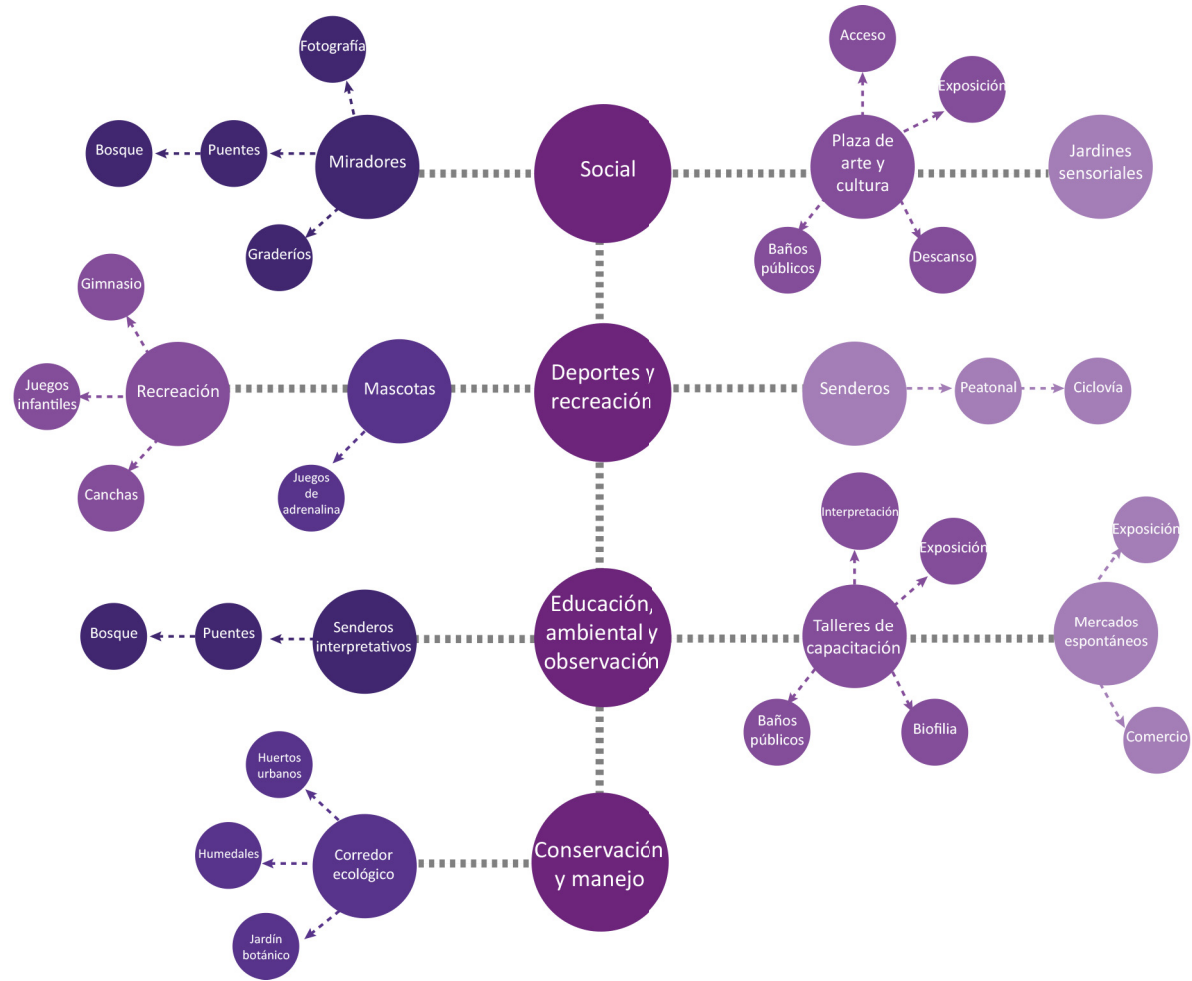 Fotografía
Bosque
Puentes
Miradores
Graderíos
Social
Acceso
Exposición
Plaza de
arte y
cultura
Baños
públicos
Descanso
Jardines
sensoriales
Gimnasio
Juegos
infantiles
Recreación
Canchas
Mascotas
Juegos
de
adrenalina
Deportes y
recreación
Senderos
Peatonal
Ciclovía
Bosque
Puentes
Senderos
interpretativos
Educación,
ambiental y
observación
Interpretación
Exposición
Talleres de
capacitación
Baños
públicos
Biofilia
Exposición
Mercados
espontáneos
Comercio
Huertos
urbanos
Humedales
Corredor
ecológico
Jardín
botánico
Conservación
y manejo